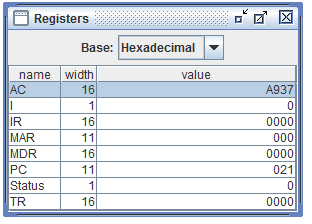 Registers
Base: Hexadecimal
name width value
AC 16 A937
I 1 0
IR 16 0000
MAR 11 000
MDR 16 0000
PC 11 021
Status 1 0
TR 16 0000